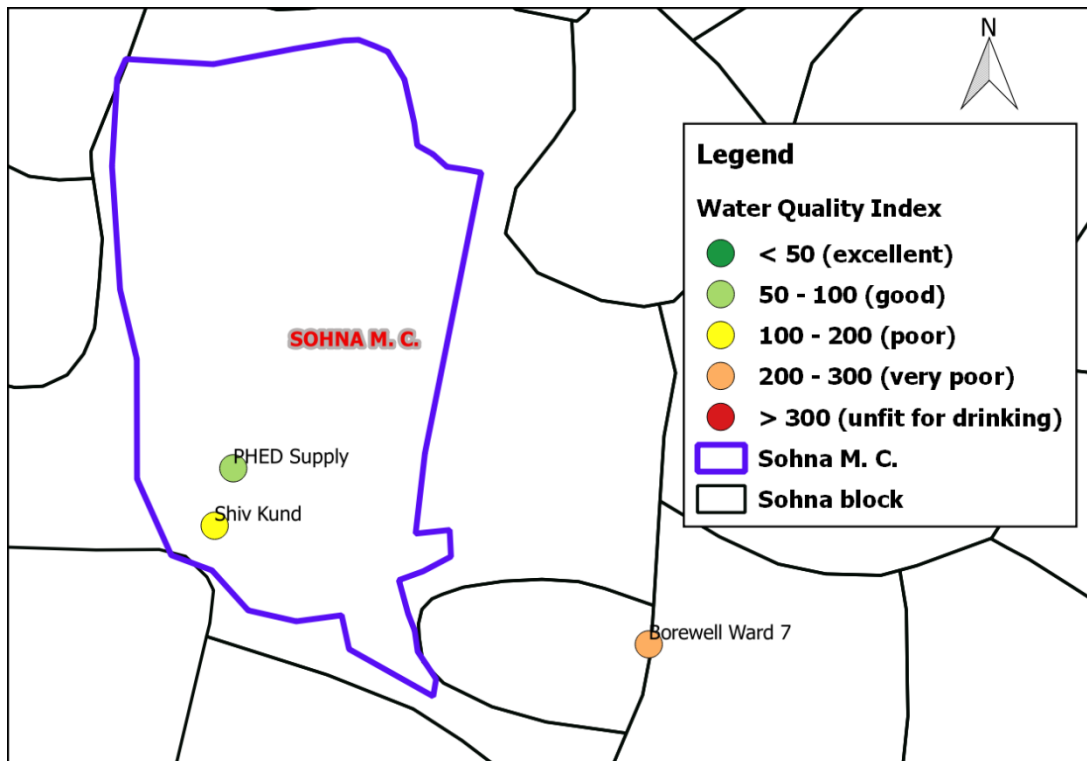 N
Legend
Water Quality Index
< 50 (excellent)
50 - 100 (good)
100 - 200 (poor)
200 - 300 (very poor)
> 300 (unfit for drinking)
Sohna M. C.
Sohna block
SOHNA M. C.
PHED Supply
Shiv Kund
Borewell Ward 7